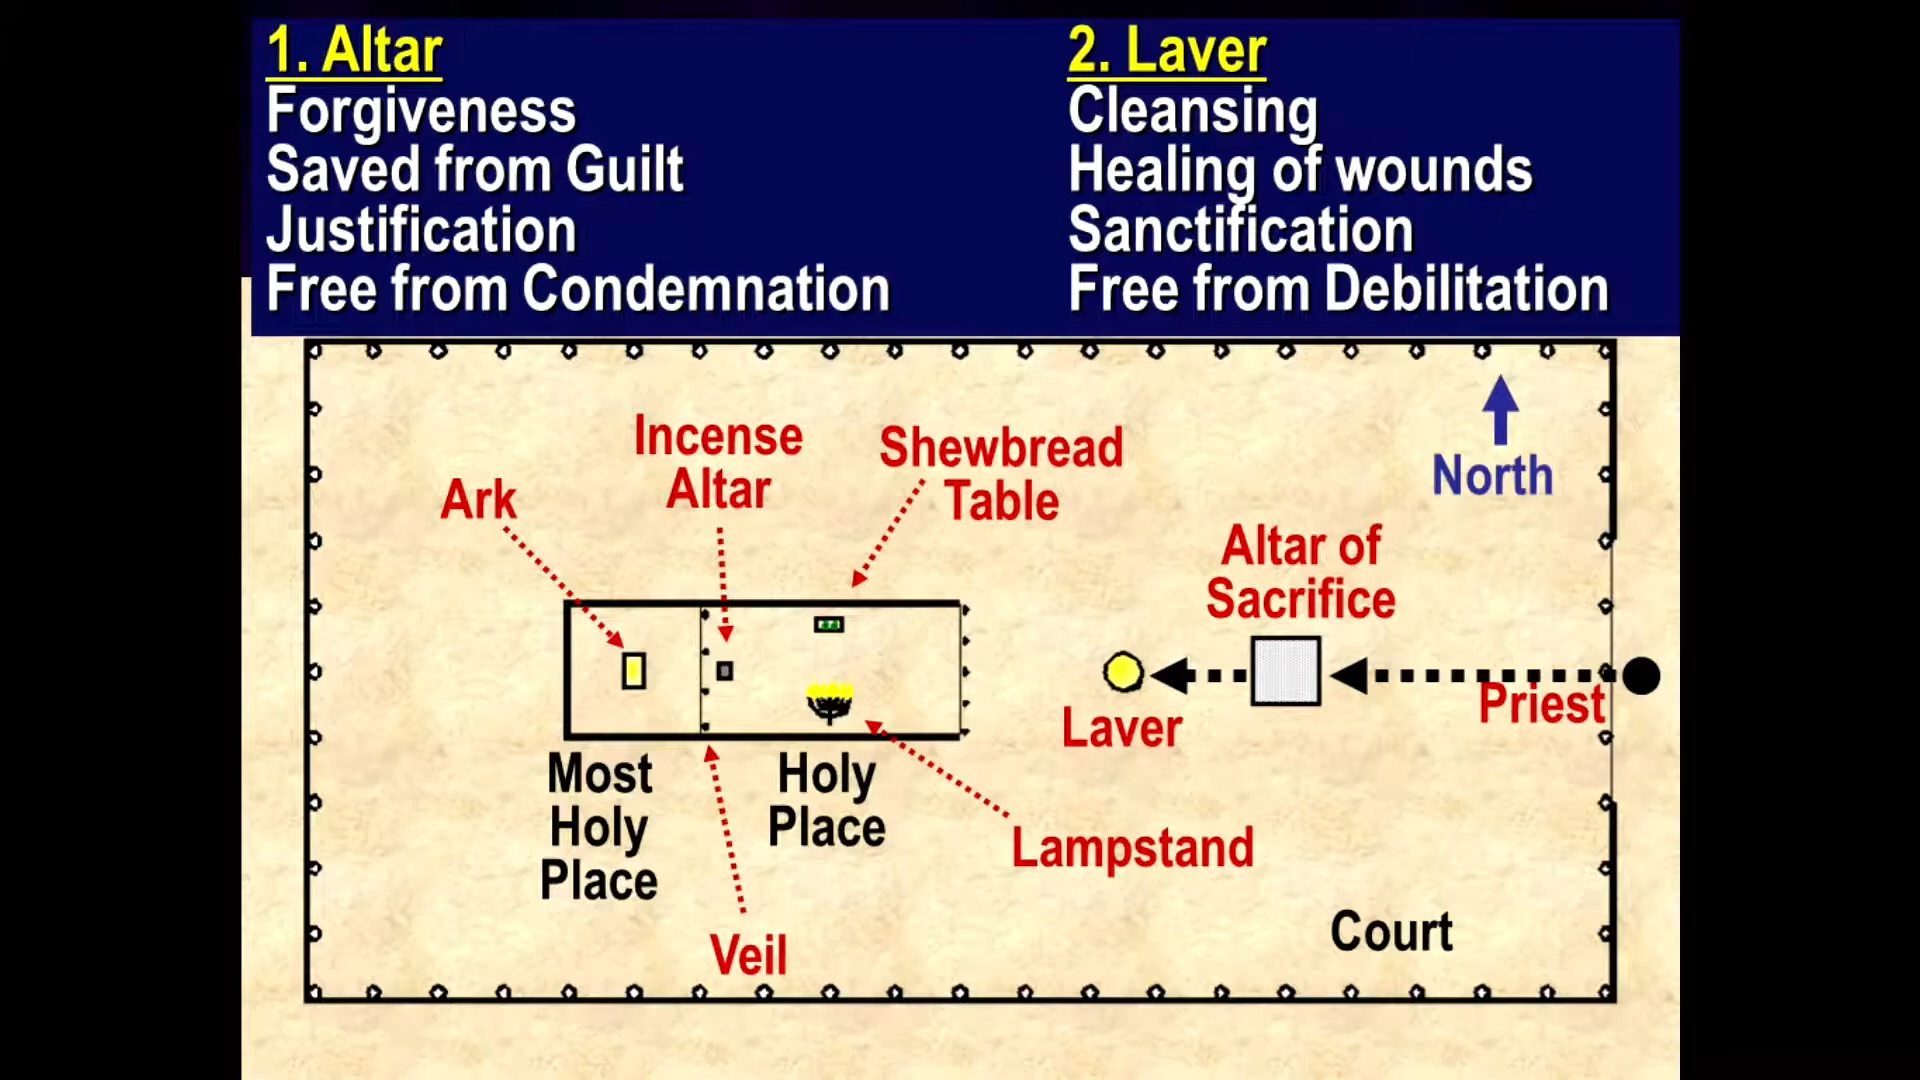 1. Altar
Forgiveness
Saved from Guilt
Justification
Free from Condemnation
2. Laver
Cleansing
Healing of wounds
Sanctification
Free from Debilitation
Incense
Altar
Shewbread
Table
Ark
North
Altar of
Sacrifice
Priest
Laver
Most
Holy
Place
Holy
Place
Lampstand
Veil
Court